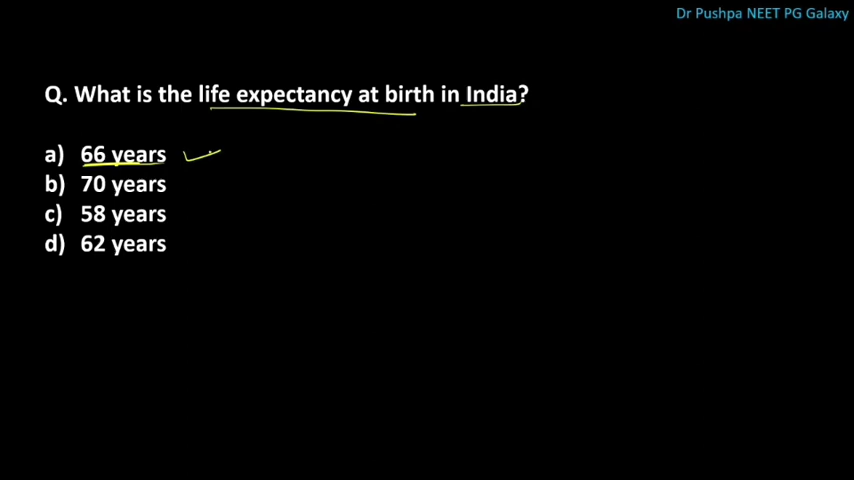 Dr Pushpa NEET PG Galaxy
Q. What is the life expectancy at birth in India?
a) 66 years
b) 70 years
c) 58 years
d) 62 years